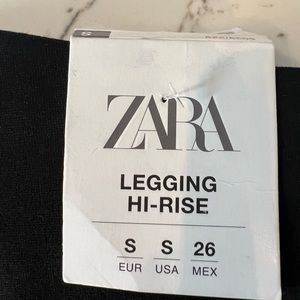 S
ZARA
LEGGING
HI-RISE
S S 26
EUR USA MEX